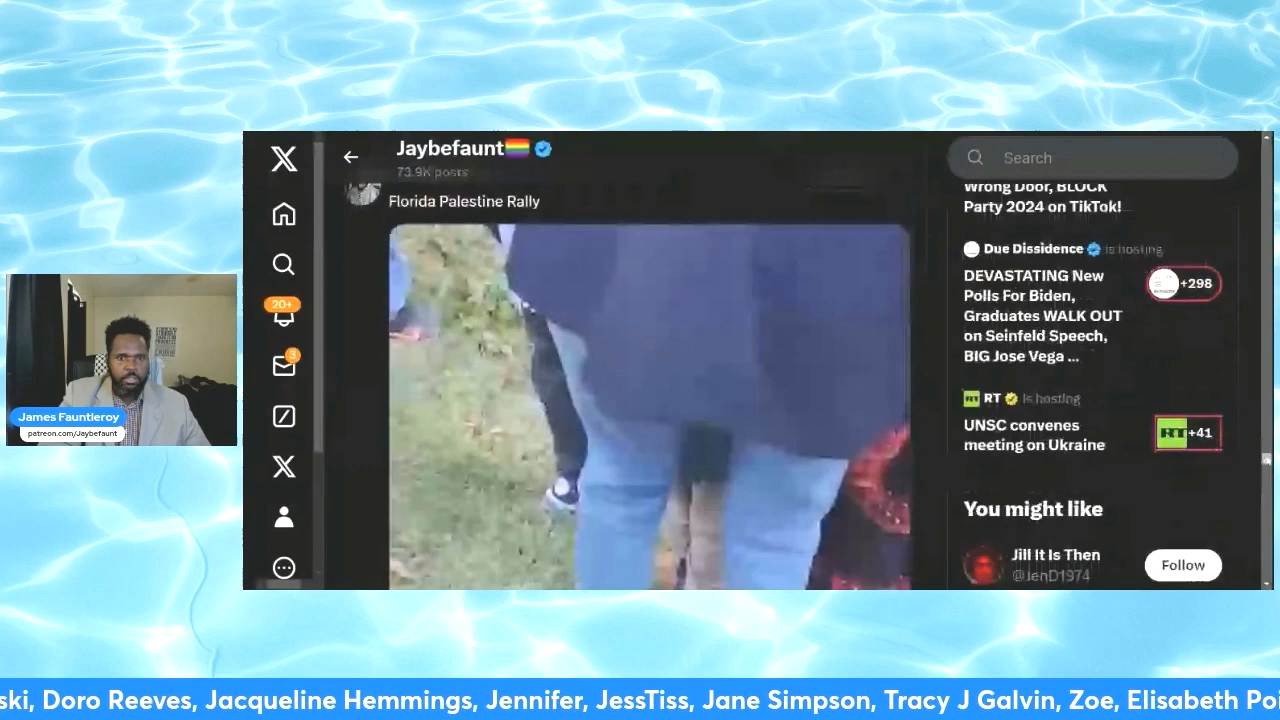 Jaybefaunt
73.9K posts
Florida Palestine Rally
Search
Wrong Door, BLOCK
Party 2024 on TikTok!
Due Dissidence is hosting
DEVASTATING New
Polls For Biden,
Graduates WALK OUT
on Seinfeld Speech,
BIG Jose Vega ...
+298
RT RT is hosting
UNSC convenes
meeting on Ukraine
RT +41
You might like
Jill It Is Then
@JenD1974
Follow
20+
3
James Fauntleroy
patreon.com/Jaybefaunt
ski, Doro Reeves, Jacqueline Hemmings, Jennifer, JessTiss, Jane Simpson, Tracy J Galvin, Zoe, Elisabeth Poi